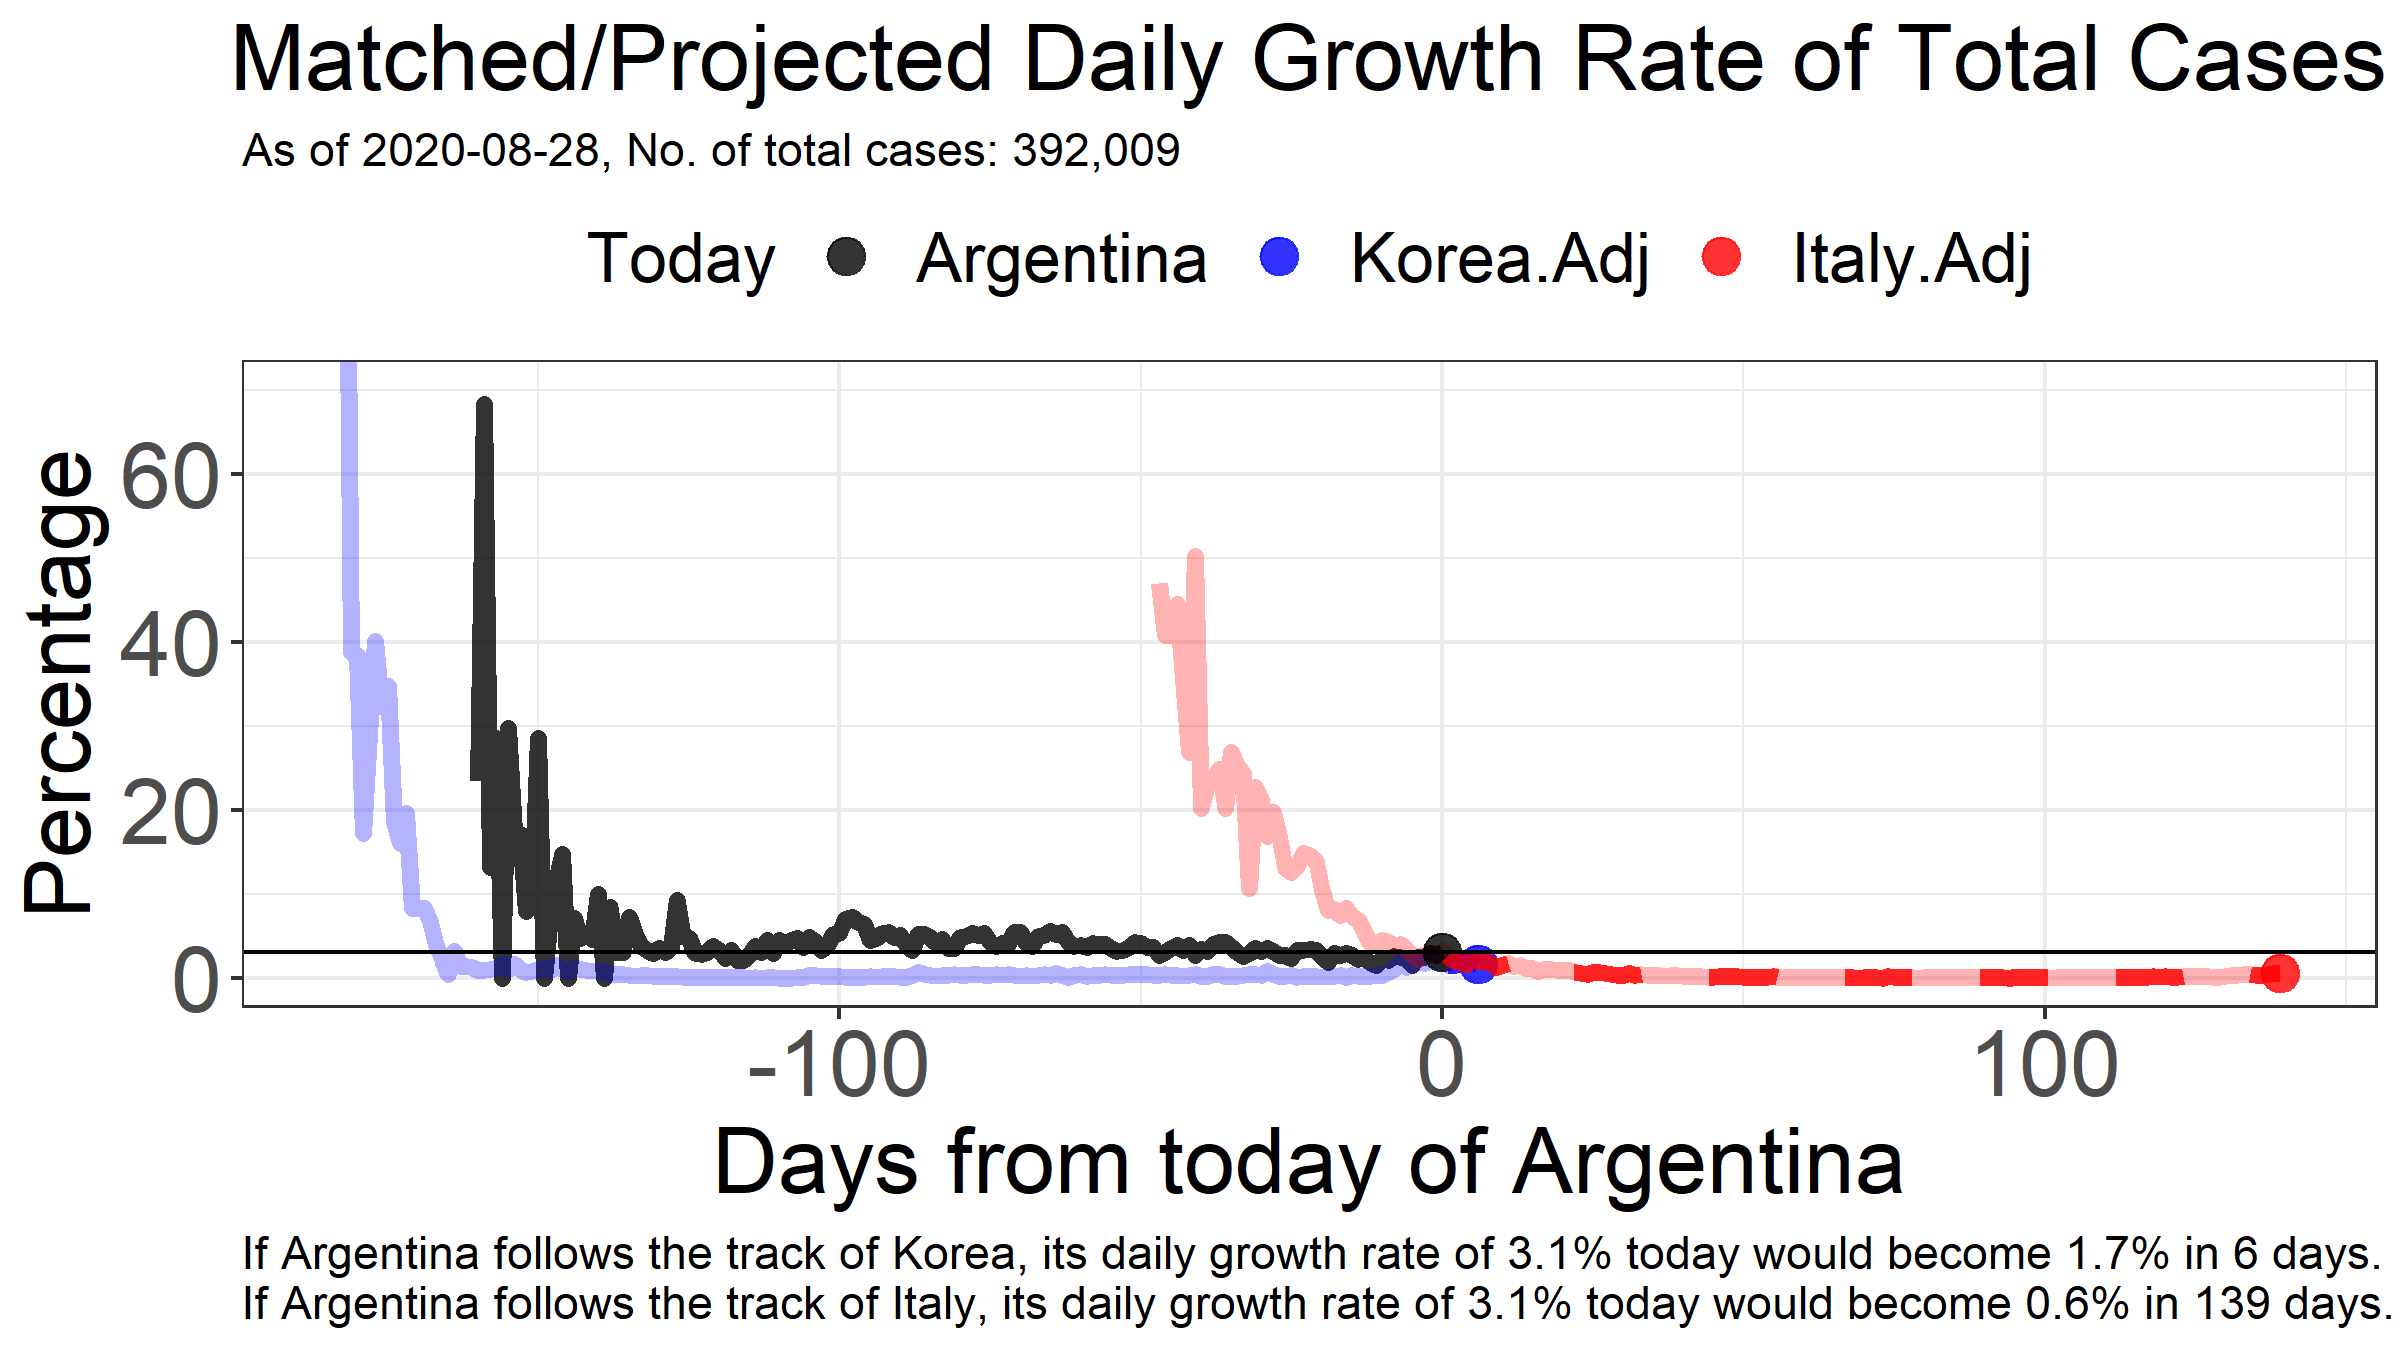 Matched/Projected Daily Growth Rate of Total Cases
As of 2020-08-28, No. of total cases: 392,009
Today Argentina Korea.Adj Italy.Adj
Percentage
60
40
20
0
-100 0 100
Days from today of Argentina
If Argentina follows the track of Korea, its daily growth rate of 3.1% today would become 1.7% in 6 days.
If Argentina follows the track of Italy, its daily growth rate of 3.1% today would become 0.6% in 139 days.